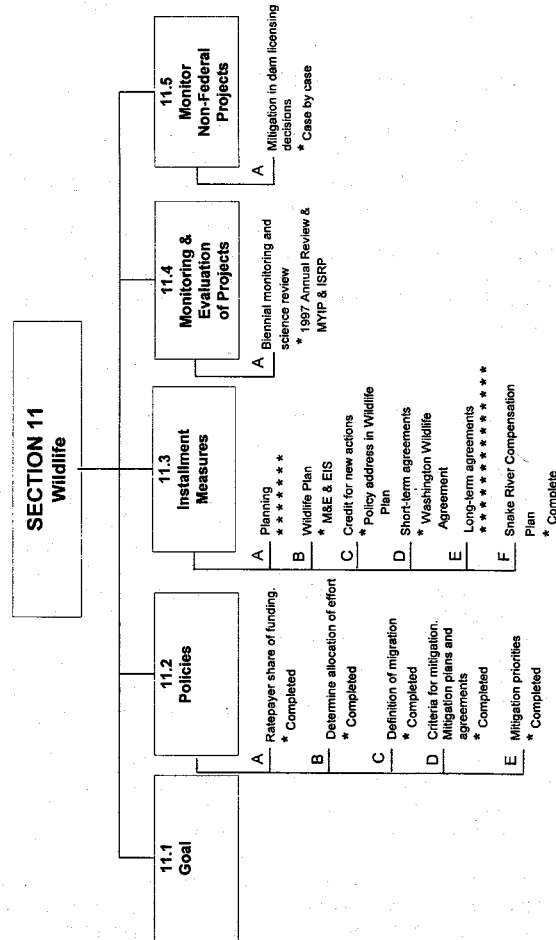 SECTION 11
Wildlife
11.1
Goal
11.2
Policies
A Ratepayer share of funding.
* Completed
B Determine allocation of effort
* Completed
C Definition of migration
* Completed
D Criteria for mitigation.
Mitigation plans and
agreements
* Completed
E Mitigation priorities
* Completed
11.3
Installment
Measures
A Planning
* * * * * * *
B Wildlife Plan
* M&E & EIS
C Credit for new actions
* Policy address in Wildlife
Plan
D Short-term agreements
* Washington Wildlife
Agreement
E Long-term agreements
* * * * * * * * * * * * * * *
F Snake River Compensation
Plan
* Complete
11.4
Monitoring &
Evaluation
of Projects
A Biennial monitoring and
science review
* 1997 Annual Review &
MYIP & ISRP
11.5
Monitor
Non-Federal
Projects
A Mitigation in dam licensing
decisions
* Case by case